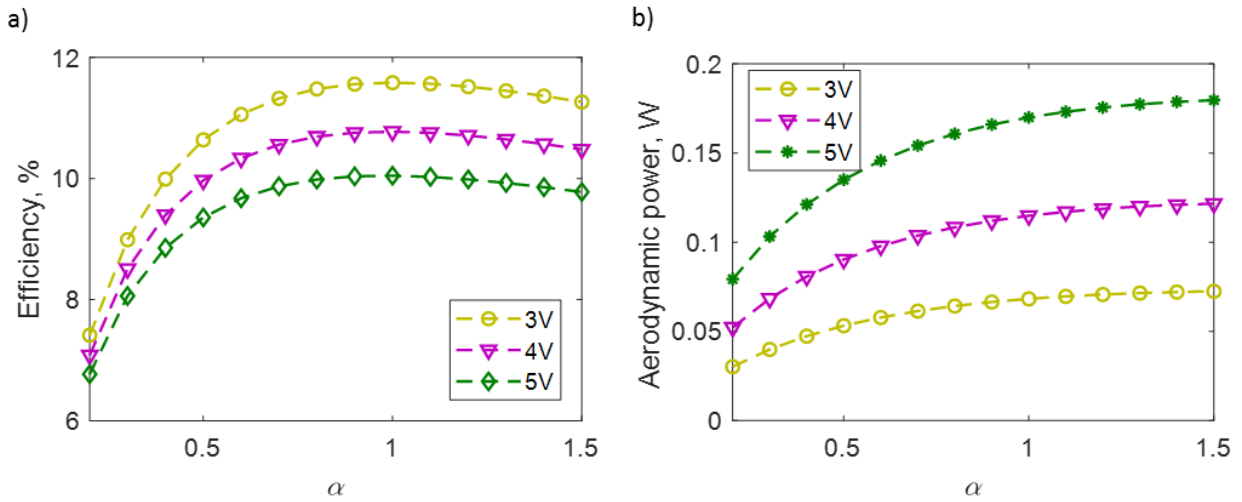 a)
Efficiency, %
12
10
8
6
0.5 1 1.5
α
3V
4V
5V
b)
Aerodynamic power, W
0.2
0.15
0.1
0.05
0
0.5 1 1.5
α
3V
4V
5V